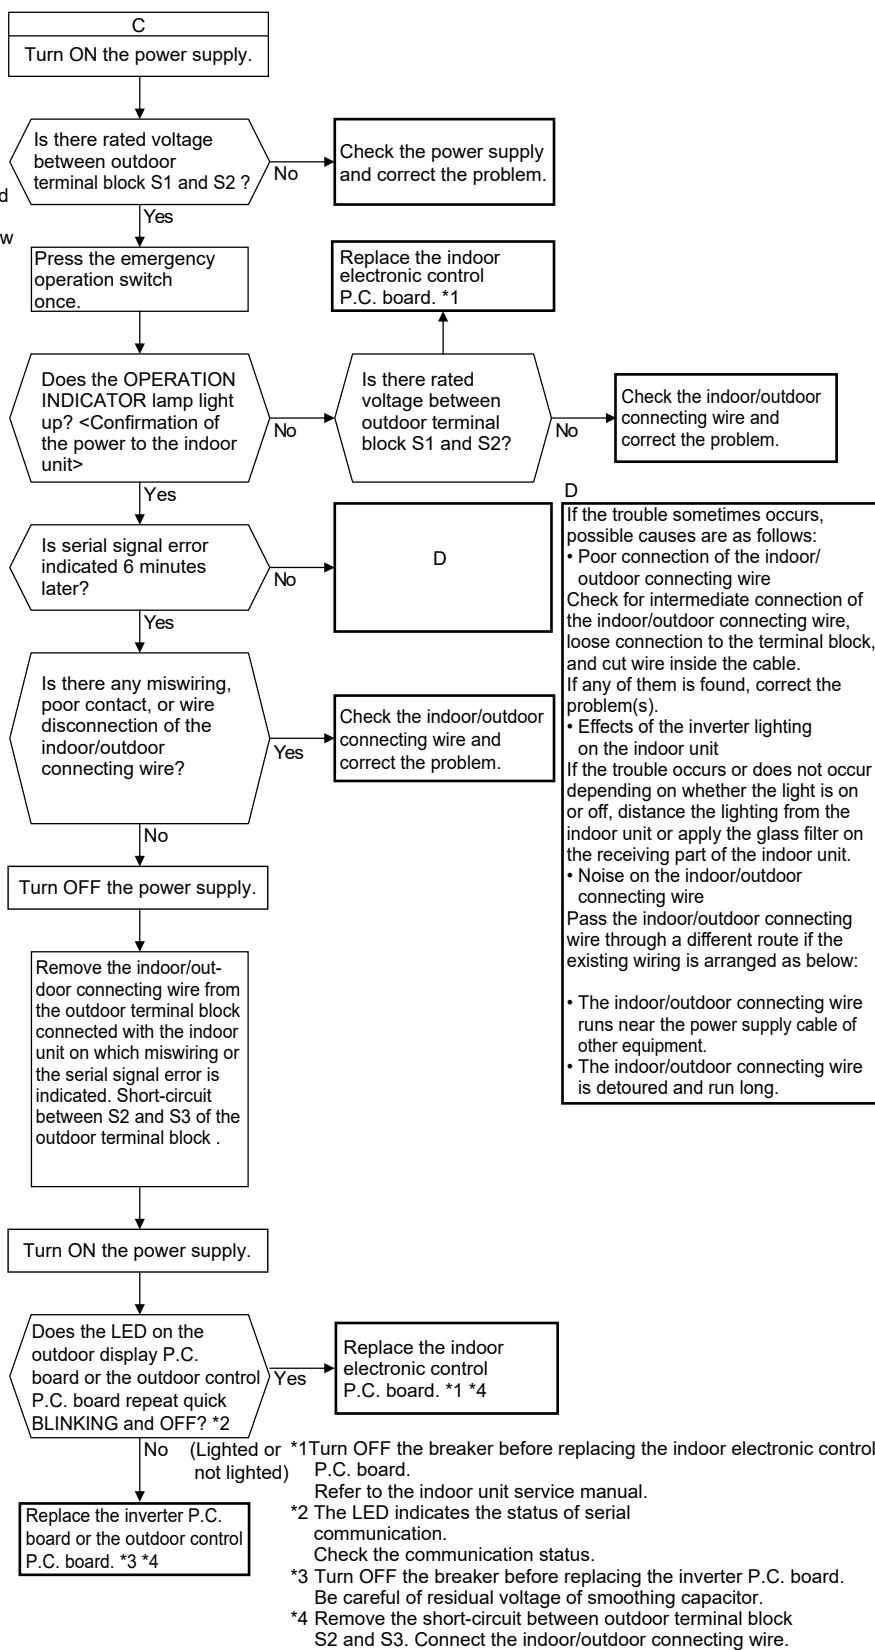 C
Turn ON the power supply.
Is there rated voltage
between outdoor
terminal block S1 and S2 ?
No
Check the power supply
and correct the problem.
d
w
Yes
Press the emergency
operation switch
once.
Replace the indoor
electronic control
P.C. board. *1
Does the OPERATION
INDICATOR lamp light
up? <Confirmation of
the power to the indoor
unit>
No
Is there rated
voltage between
outdoor terminal
block S1 and S2?
No
Check the indoor/outdoor
connecting wire and
correct the problem.
Yes
Is serial signal error
indicated 6 minutes
later?
No
D
Yes
Is there any miswiring,
poor contact, or wire
disconnection of the
indoor/outdoor
connecting wire?
Yes
Check the indoor/outdoor
connecting wire and
correct the problem.
No
D
If the trouble sometimes occurs,
possible causes are as follows:
• Poor connection of the indoor/
outdoor connecting wire
Check for intermediate connection of
the indoor/outdoor connecting wire,
loose connection to the terminal block,
and cut wire inside the cable.
If any of them is found, correct the
problem(s).
• Effects of the inverter lighting
on the indoor unit
If the trouble occurs or does not occur
depending on whether the light is on
or off, distance the lighting from the
indoor unit or apply the glass filter on
the receiving part of the indoor unit.
• Noise on the indoor/outdoor
connecting wire
Pass the indoor/outdoor connecting
wire through a different route if the
existing wiring is arranged as below:
• The indoor/outdoor connecting wire
runs near the power supply cable of
other equipment.
• The indoor/outdoor connecting wire
is detoured and run long.
Turn OFF the power supply.
Remove the indoor/out-
door connecting wire from
the outdoor terminal block
connected with the indoor
unit on which miswiring or
the serial signal error is
indicated. Short-circuit
between S2 and S3 of the
outdoor terminal block .
Turn ON the power supply.
Does the LED on the
outdoor display P.C.
board or the outdoor control
P.C. board repeat quick
BLINKING and OFF? *2
Yes
Replace the indoor
electronic control
P.C. board. *1 *4
No
(Lighted or
not lighted)
Replace the inverter P.C.
board or the outdoor control
P.C. board. *3 *4
*1Turn OFF the breaker before replacing the indoor electronic control
P.C. board.
Refer to the indoor unit service manual.
*2 The LED indicates the status of serial
communication.
Check the communication status.
*3 Turn OFF the breaker before replacing the inverter P.C. board.
Be careful of residual voltage of smoothing capacitor.
*4 Remove the short-circuit between outdoor terminal block
S2 and S3. Connect the indoor/outdoor connecting wire.